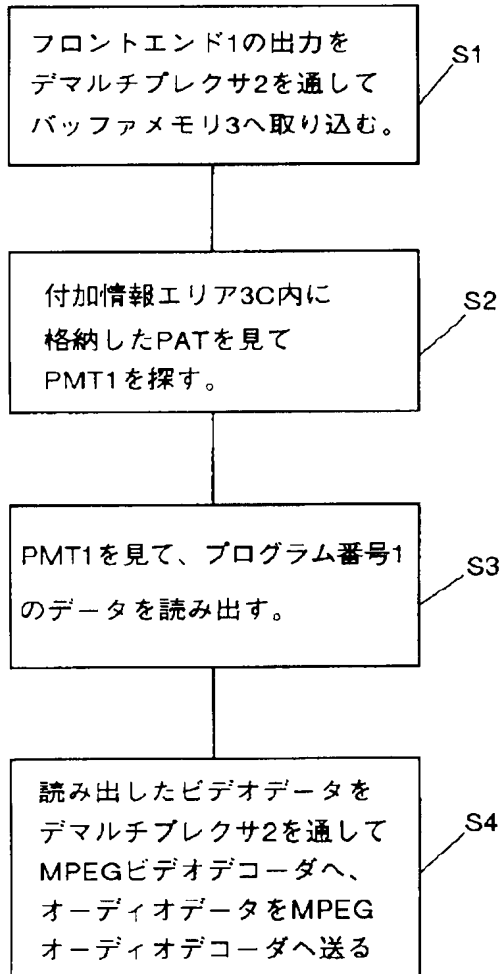 フロントエンド1の出力を
デマルチプレクサ2を通して
バッファメモリ3へ取り込む。
S1
付加情報エリア3C内に
格納したPATを見て
PMT1を探す。
S2
PMT1を見て、プログラム番号1
のデータを読み出す。
S3
読み出したビデオデータを
デマルチプレクサ2を通して
MPEGビデオデコーダへ、
オーディオデータをMPEG
オーディオデコーダへ送る
S4